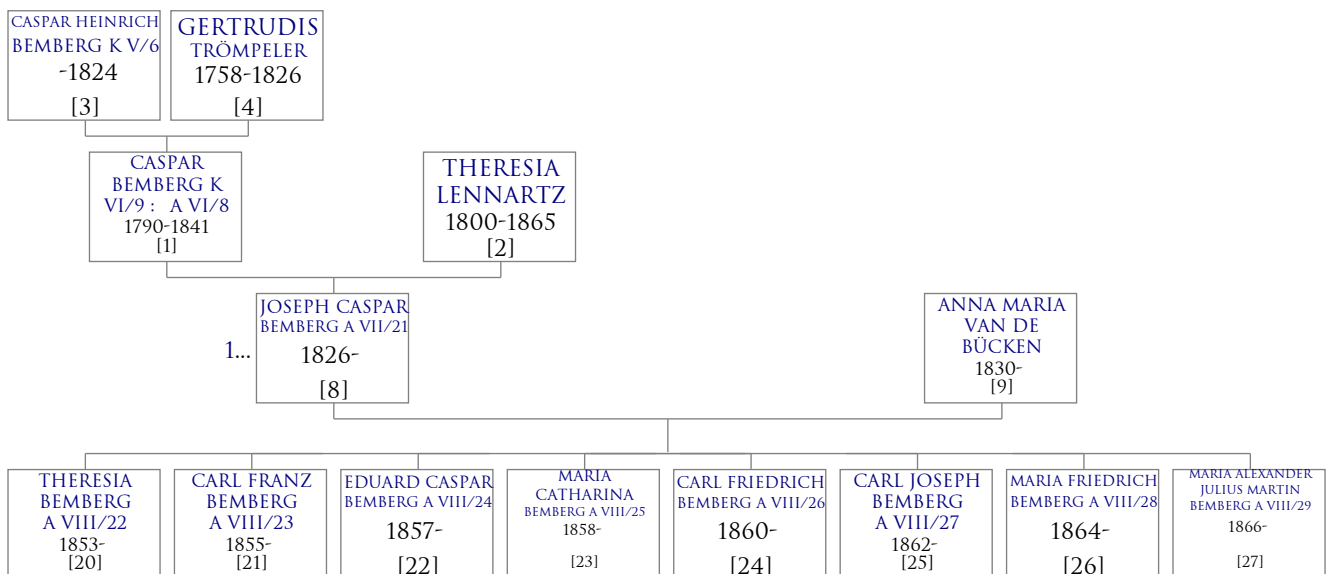 CASPAR HEINRICH
BEMBERG K V/6
-1824
[3]
GERTRUDIS
TRÖMPELER
1758-1826
[4]
CASPAR
BEMBERG K
VI/9 : A VI/8
1790-1841
[1]
THERESIA
LENNARTZ
1800-1865
[2]
1...
JOSEPH CASPAR
BEMBERG A VII/21
1826-
[8]
ANNA MARIA
VAN DE
BÜCKEN
1830-
[9]
THERESIA
BEMBERG
A VIII/22
1853-
[20]
CARL FRANZ
BEMBERG
A VIII/23
1855-
[21]
EDUARD CASPAR
BEMBERG A VIII/24
1857-
[22]
MARIA
CATHARINA
BEMBERG A VIII/25
1858-
[23]
CARL FRIEDRICH
BEMBERG A VIII/26
1860-
[24]
CARL JOSEPH
BEMBERG
A VIII/27
1862-
[25]
MARIA FRIEDRICH
BEMBERG A VIII/28
1864-
[26]
MARIA ALEXANDER
JULIUS MARTIN
BEMBERG A VIII/29
1866-
[27]